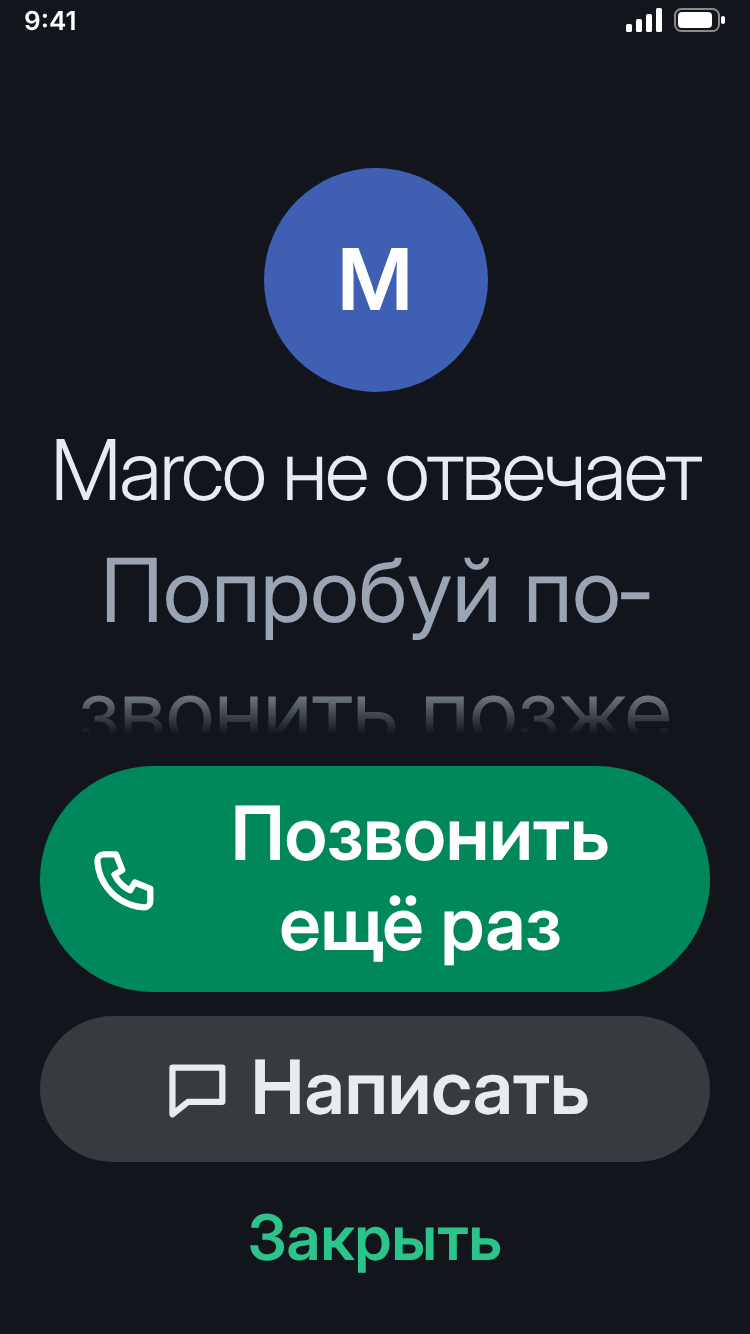 9:41
M
Marco не отвечает
Попробуй по-
звонить позже
Позвонить
ещё раз
Написать
Закрыть